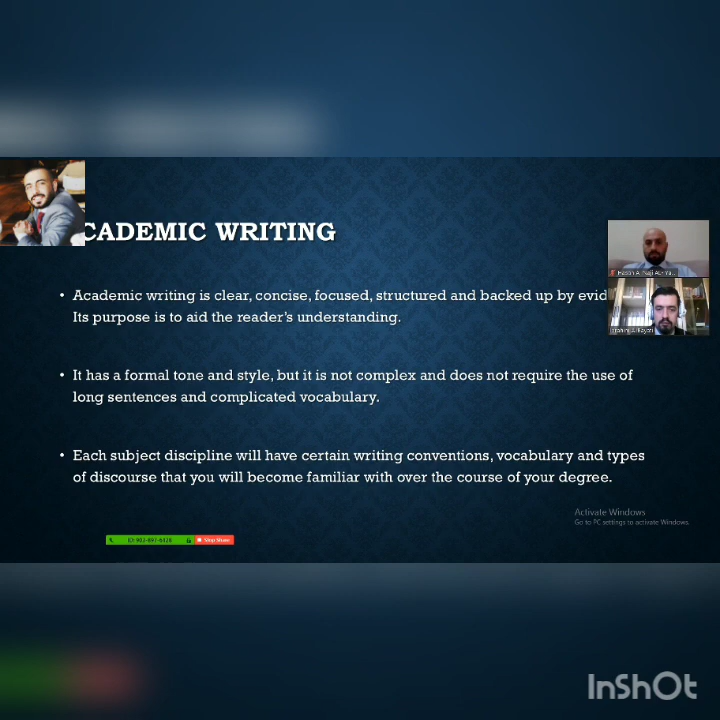 CADEMIC WRITING
• Academic writing is clear, concise, focused, structured and backed up by evid
Its purpose is to aid the reader's understanding.
• It has a formal tone and style, but it is not complex and does not require the use of
long sentences and complicated vocabulary.
• Each subject discipline will have certain writing conventions, vocabulary and types
of discourse that you will become familiar with over the course of your degree.
Activate Windows
Go to PC settings to activate Windows.
Stop Share
InShOt